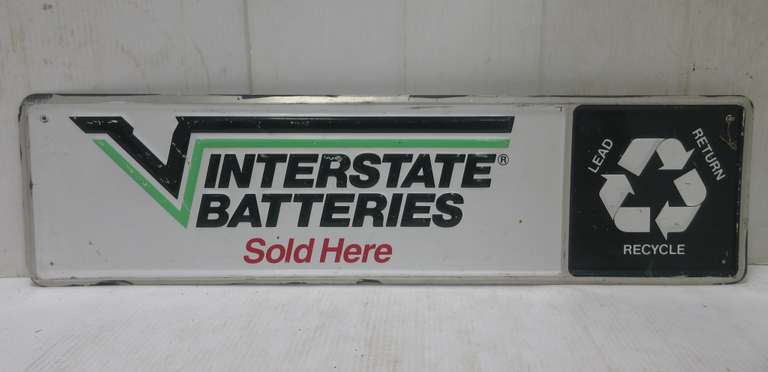 INTERSTATE®
BATTERIES
Sold Here
LEAD
RETURN
RECYCLE